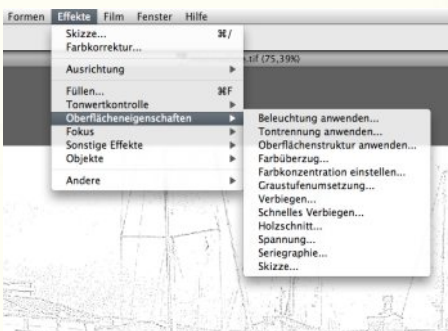 Formen Effekte Film Fenster Hilfe
Skizze... ⌘/
Farbkorrektur...
.tif (75,39%)
Ausrichtung
Füllen... ⌘F
Tonwertkontrolle
Oberflächeneigenschaften
Fokus
Sonstige Effekte
Objekte
Andere
Beleuchtung anwenden...
Tontrennung anwenden...
Oberflächenstruktur anwenden...
Farbüberzug...
Farbkonzentration einstellen...
Graustufenumsetzung...
Verbiegen...
Schnelles Verbiegen...
Holzschnitt...
Spannung...
Seriegraphie...
Skizze...